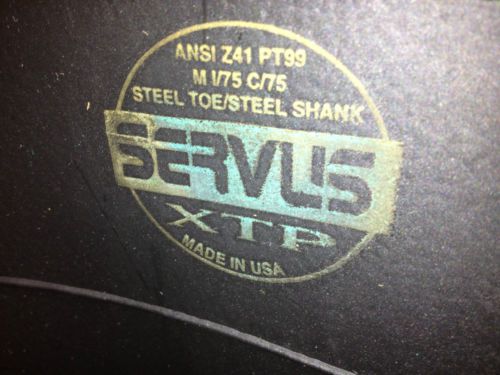 ANSI Z41 PT99
M I/75 C/75
STEEL TOE/STEEL SHANK
SERVUS
XTP
MADE IN USA